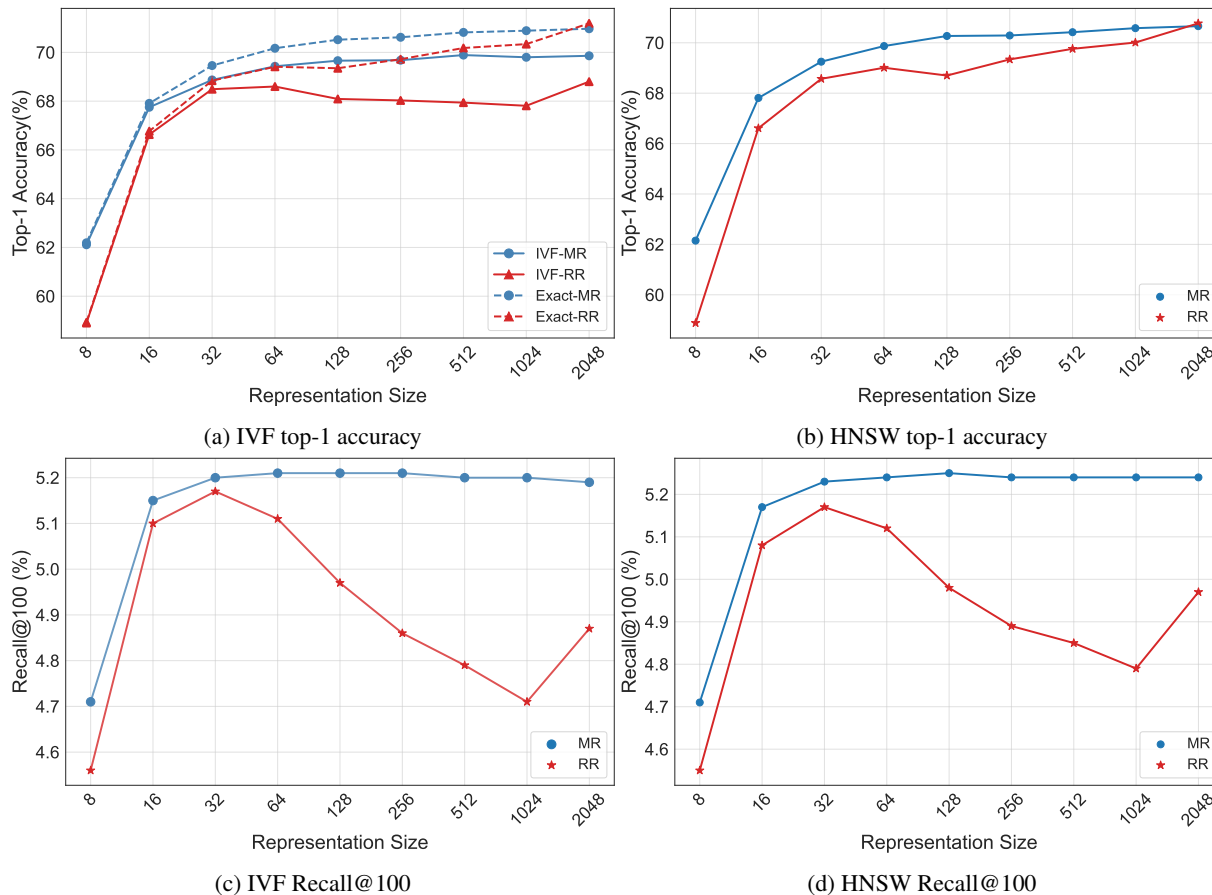 Top-1 Accuracy(%)
70
68
66
64
62
60
IVF-MR
IVF-RR
Exact-MR
Exact-RR
8 16 32 64 128 256 512 1024 2048
Representation Size
(a) IVF top-1 accuracy
Top-1 Accuracy(%)
70
68
66
64
62
60
MR
RR
8 16 32 64 128 256 512 1024 2048
Representation Size
(b) HNSW top-1 accuracy
Recall@100 (%)
5.2
5.1
5.0
4.9
4.8
4.7
4.6
MR
RR
8 16 32 64 128 256 512 1024 2048
Representation Size
(c) IVF Recall@100
Recall@100 (%)
5.2
5.1
5.0
4.9
4.8
4.7
4.6
MR
RR
8 16 32 64 128 256 512 1024 2048
Representation Size
(d) HNSW Recall@100